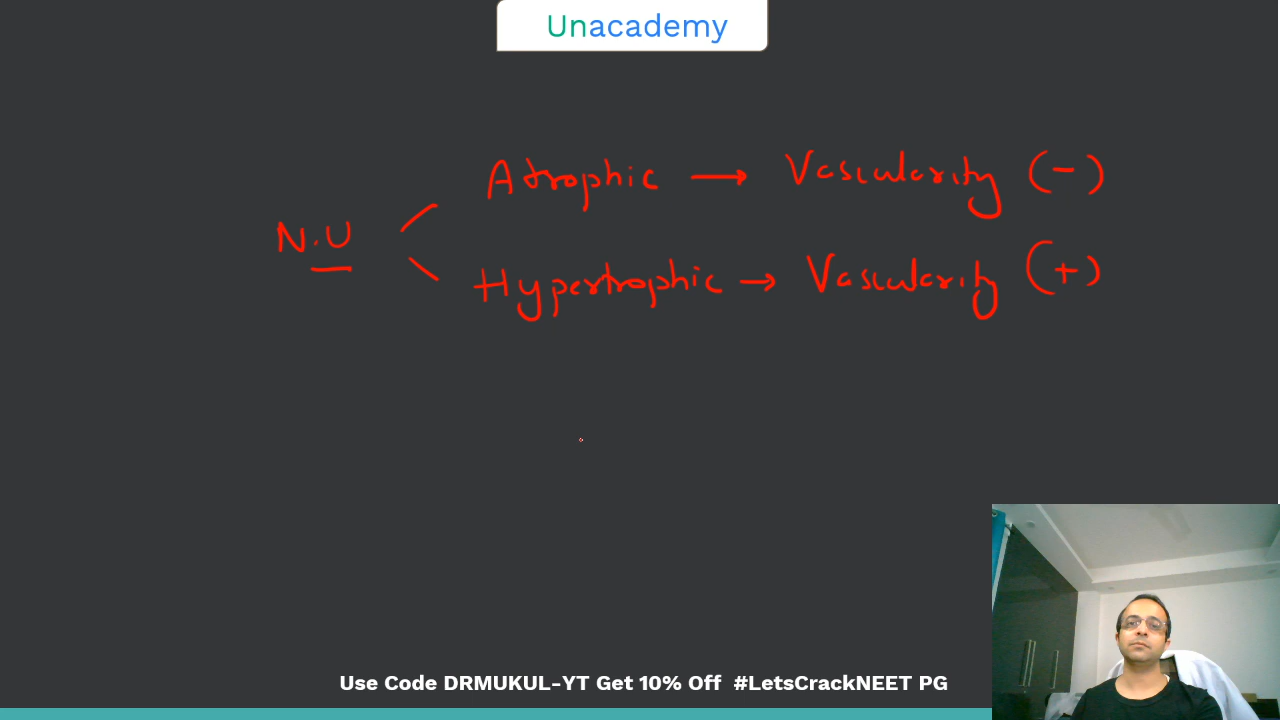 Unacademy
Atrophic → Vascularity (-)
N.U
Hypertrophic → Vascularity (+)
Use Code DRMUKUL-YT Get 10% Off #LetsCrackNEET PG